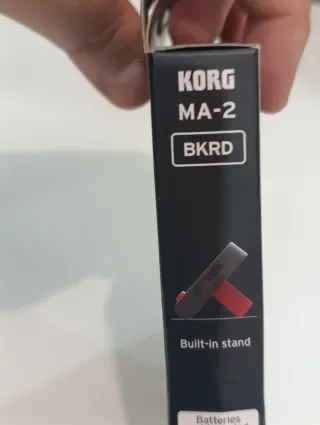 KORG
MA-2
BKRD
Built-in stand
Batteries